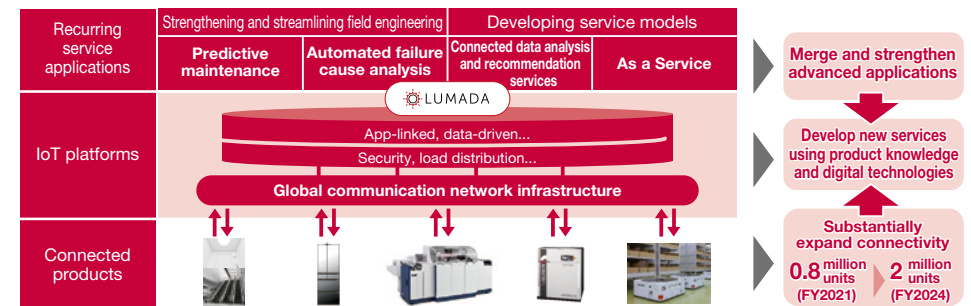 Recurring
service
applications
Strengthening and streamlining field engineering
Developing service models
Predictive
maintenance
Automated failure
cause analysis
Connected data analysis
and recommendation
services
As a Service
LUMADA
IoT platforms
App-linked, data-driven...
Security, load distribution...
Global communication network infrastructure
Connected
products
Merge and strengthen
advanced applications
Develop new services
using product knowledge
and digital technologies
Substantially
expand connectivity
0.8 million
units
(FY2021)
2 million
units
(FY2024)